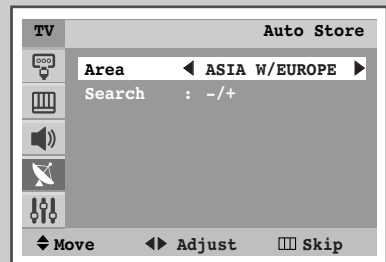 TV Auto Store
Area ASIA W/EUROPE
Search : -/+
Move Adjust Skip